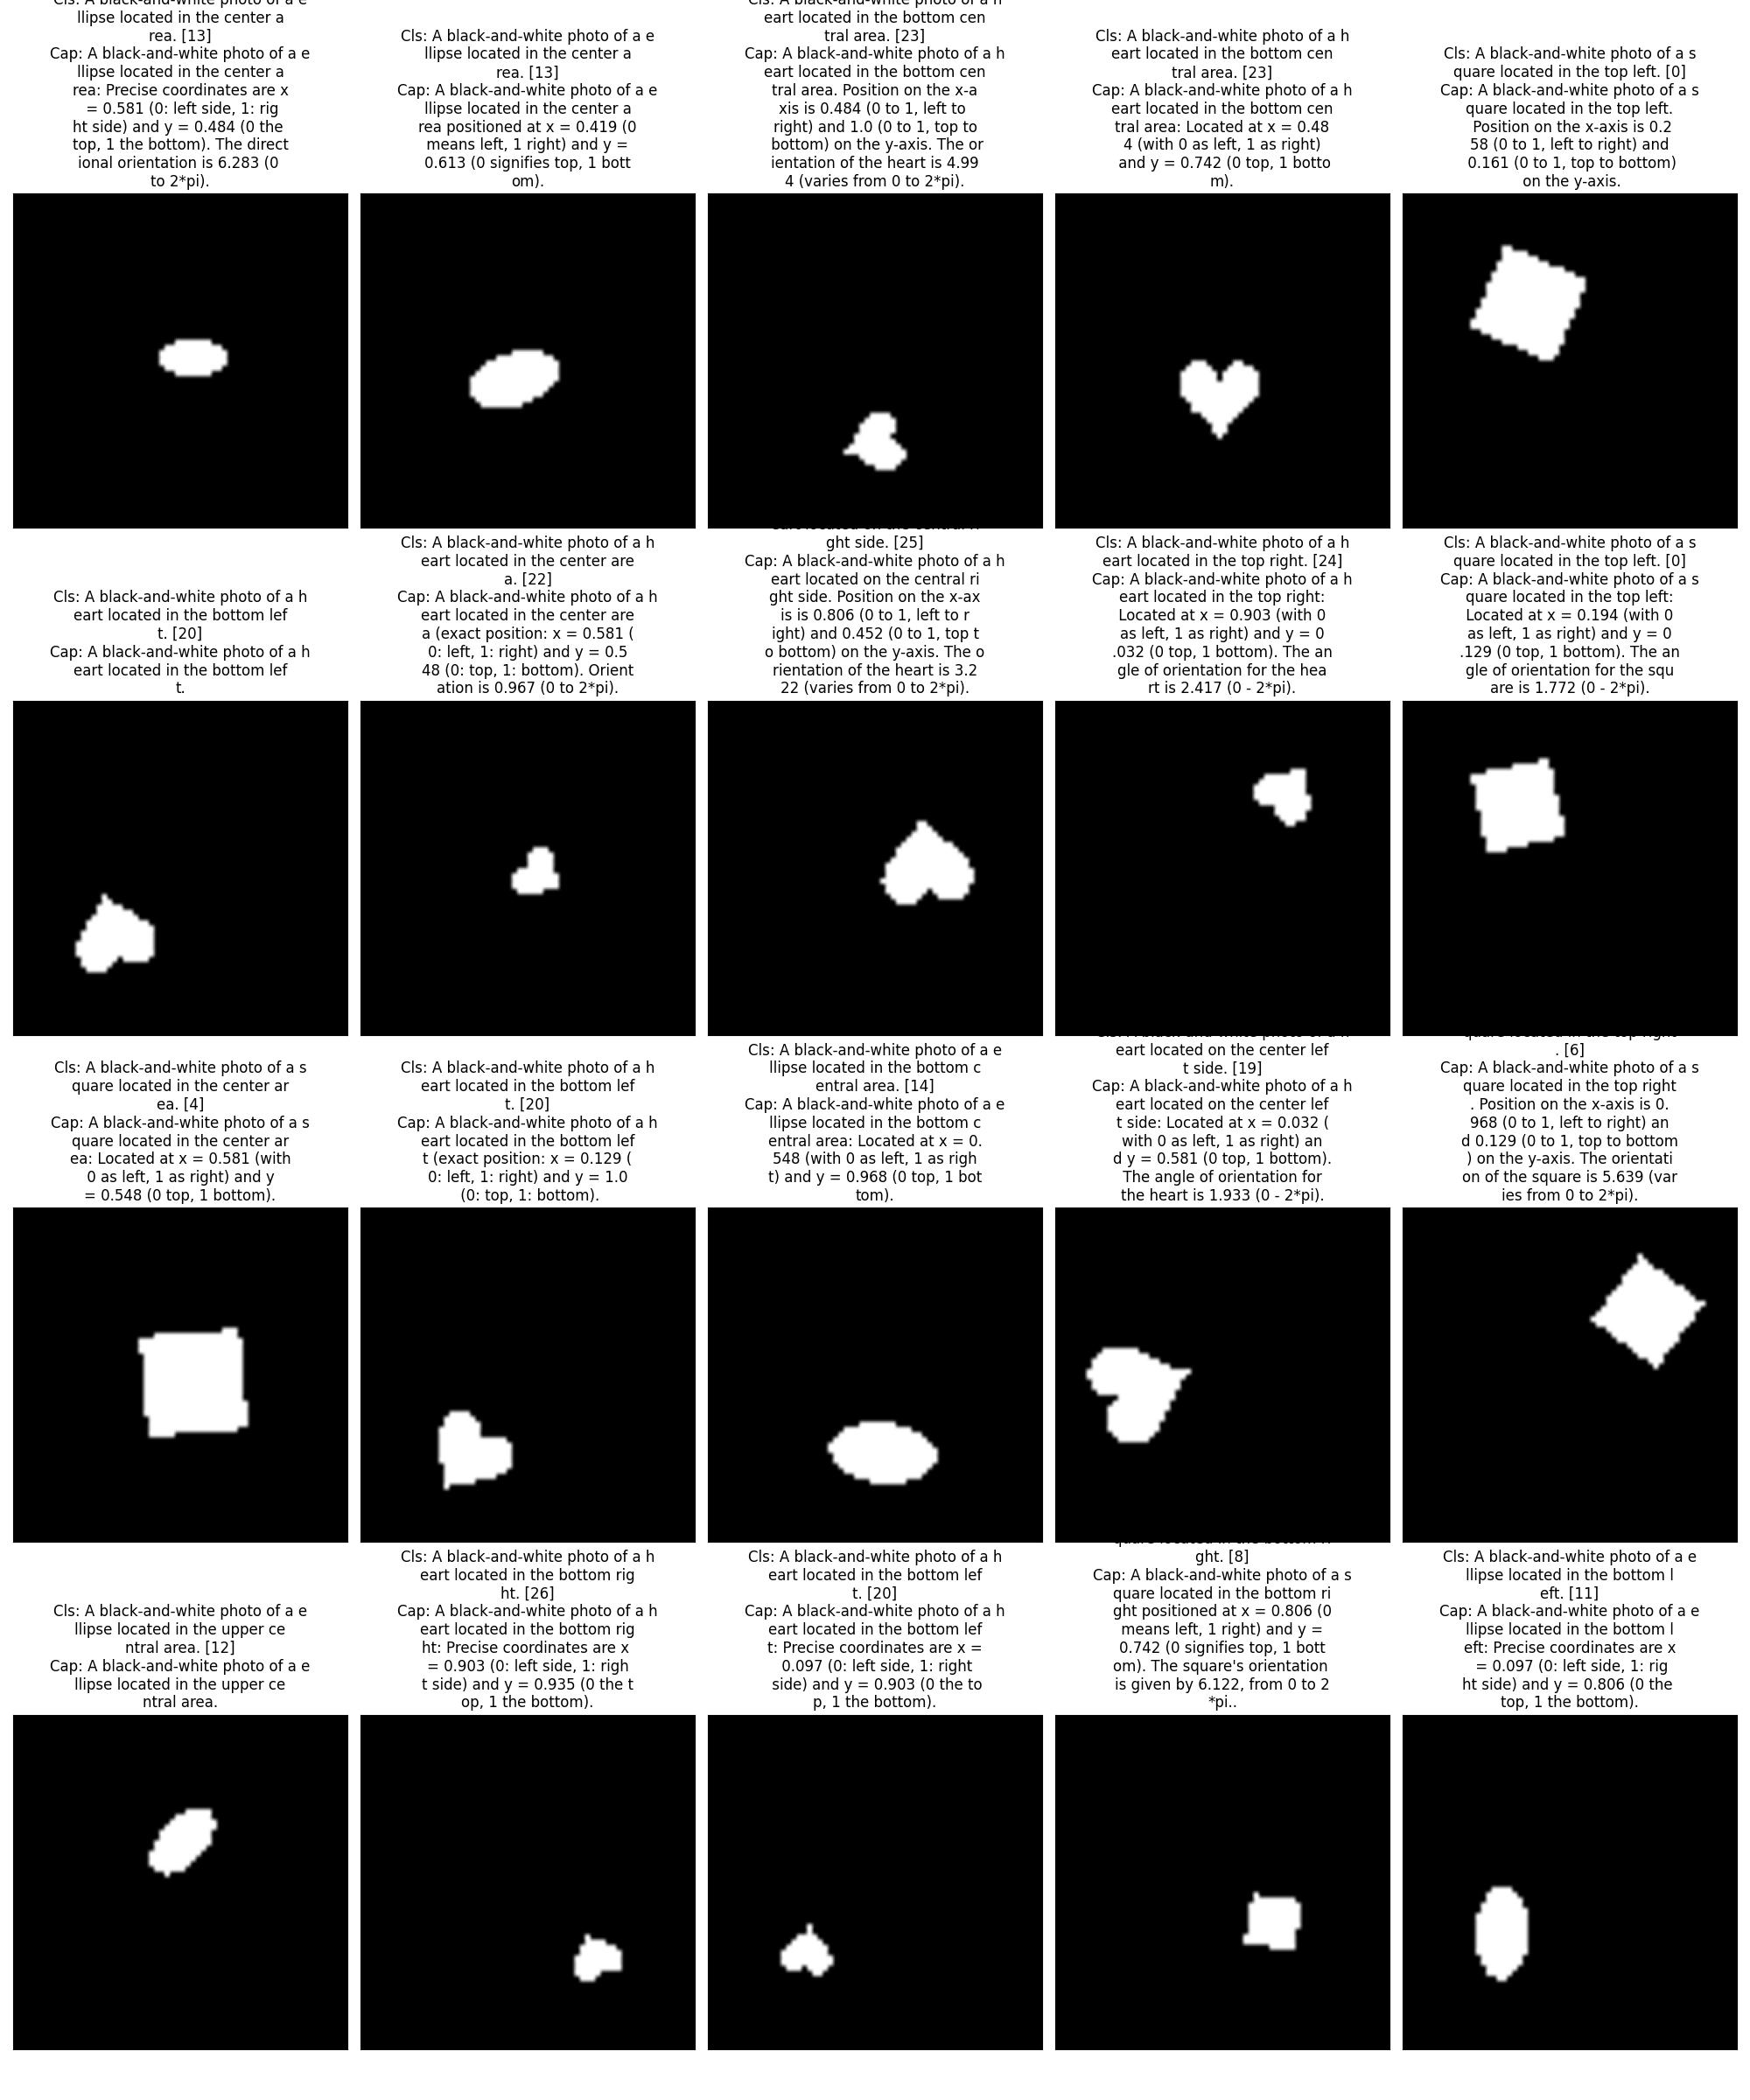 Cls: A black-and-white photo of a e
llipse located in the center a
rea. [13]
Cap: A black-and-white photo of a e
llipse located in the center a
rea: Precise coordinates are x
= 0.581 (0: left side, 1: rig
ht side) and y = 0.484 (0 the
top, 1 the bottom). The direct
ional orientation is 6.283 (0
to 2*pi).
Cls: A black-and-white photo of a e
llipse located in the center a
rea. [13]
Cap: A black-and-white photo of a e
llipse located in the center a
rea positioned at x = 0.419 (0
means left, 1 right) and y =
0.613 (0 signifies top, 1 bott
om).
Cls: A black-and-white photo of a h
eart located in the bottom cen
tral area. [23]
Cap: A black-and-white photo of a h
eart located in the bottom cen
tral area. Position on the x-a
xis is 0.484 (0 to 1, left to
right) and 1.0 (0 to 1, top to
bottom) on the y-axis. The or
ientation of the heart is 4.99
4 (varies from 0 to 2*pi).
Cls: A black-and-white photo of a h
eart located in the bottom cen
tral area. [23]
Cap: A black-and-white photo of a h
eart located in the bottom cen
tral area: Located at x = 0.48
4 (with 0 as left, 1 as right)
and y = 0.742 (0 top, 1 botto
m).
Cls: A black-and-white photo of a s
quare located in the top left. [0]
Cap: A black-and-white photo of a s
quare located in the top left.
Position on the x-axis is 0.2
58 (0 to 1, left to right) and
0.161 (0 to 1, top to bottom)
on the y-axis.
Cls: A black-and-white photo of a h
eart located in the bottom lef
t. [20]
Cap: A black-and-white photo of a h
eart located in the bottom lef
t.
Cls: A black-and-white photo of a h
eart located in the center are
a. [22]
Cap: A black-and-white photo of a h
eart located in the center are
a (exact position: x = 0.581 (
0: left, 1: right) and y = 0.5
48 (0: top, 1: bottom). Orient
ation is 0.967 (0 to 2*pi).
ght side. [25]
Cap: A black-and-white photo of a h
eart located on the central ri
ght side. Position on the x-ax
is is 0.806 (0 to 1, left to r
ight) and 0.452 (0 to 1, top t
o bottom) on the y-axis. The o
rientation of the heart is 3.2
22 (varies from 0 to 2*pi).
Cls: A black-and-white photo of a h
eart located in the top right. [24]
Cap: A black-and-white photo of a h
eart located in the top right:
Located at x = 0.903 (with 0
as left, 1 as right) and y = 0
.032 (0 top, 1 bottom). The an
gle of orientation for the hea
rt is 2.417 (0 - 2*pi).
Cls: A black-and-white photo of a s
quare located in the top left. [0]
Cap: A black-and-white photo of a s
quare located in the top left:
Located at x = 0.194 (with 0
as left, 1 as right) and y = 0
.129 (0 top, 1 bottom). The an
gle of orientation for the squ
are is 1.772 (0 - 2*pi).
Cls: A black-and-white photo of a s
quare located in the center ar
ea. [4]
Cap: A black-and-white photo of a s
quare located in the center ar
ea: Located at x = 0.581 (with
0 as left, 1 as right) and y
= 0.548 (0 top, 1 bottom).
Cls: A black-and-white photo of a h
eart located in the bottom lef
t. [20]
Cap: A black-and-white photo of a h
eart located in the bottom lef
t (exact position: x = 0.129 (
0: left, 1: right) and y = 1.0
(0: top, 1: bottom).
Cls: A black-and-white photo of a e
llipse located in the bottom c
entral area. [14]
Cap: A black-and-white photo of a e
llipse located in the bottom c
entral area: Located at x = 0.
548 (with 0 as left, 1 as righ
t) and y = 0.968 (0 top, 1 bot
tom).
eart located on the center lef
t side. [19]
Cap: A black-and-white photo of a h
eart located on the center lef
t side: Located at x = 0.032 (
with 0 as left, 1 as right) an
d y = 0.581 (0 top, 1 bottom).
The angle of orientation for
the heart is 1.933 (0 - 2*pi).
. [6]
Cap: A black-and-white photo of a s
quare located in the top right
. Position on the x-axis is 0.
968 (0 to 1, left to right) an
d 0.129 (0 to 1, top to bottom
) on the y-axis. The orientati
on of the square is 5.639 (var
ies from 0 to 2*pi).
Cls: A black-and-white photo of a e
llipse located in the upper ce
ntral area. [12]
Cap: A black-and-white photo of a e
llipse located in the upper ce
ntral area.
Cls: A black-and-white photo of a h
eart located in the bottom rig
ht. [26]
Cap: A black-and-white photo of a h
eart located in the bottom rig
ht: Precise coordinates are x
= 0.903 (0: left side, 1: righ
t side) and y = 0.935 (0 the t
op, 1 the bottom).
Cls: A black-and-white photo of a h
eart located in the bottom lef
t. [20]
Cap: A black-and-white photo of a h
eart located in the bottom lef
t: Precise coordinates are x =
0.097 (0: left side, 1: right
side) and y = 0.903 (0 the to
p, 1 the bottom).
ght. [8]
Cap: A black-and-white photo of a s
quare located in the bottom ri
ght positioned at x = 0.806 (0
means left, 1 right) and y =
0.742 (0 signifies top, 1 bott
om). The square's orientation
is given by 6.122, from 0 to 2
*pi..
Cls: A black-and-white photo of a e
llipse located in the bottom l
eft. [11]
Cap: A black-and-white photo of a e
llipse located in the bottom l
eft: Precise coordinates are x
= 0.097 (0: left side, 1: rig
ht side) and y = 0.806 (0 the
top, 1 the bottom).